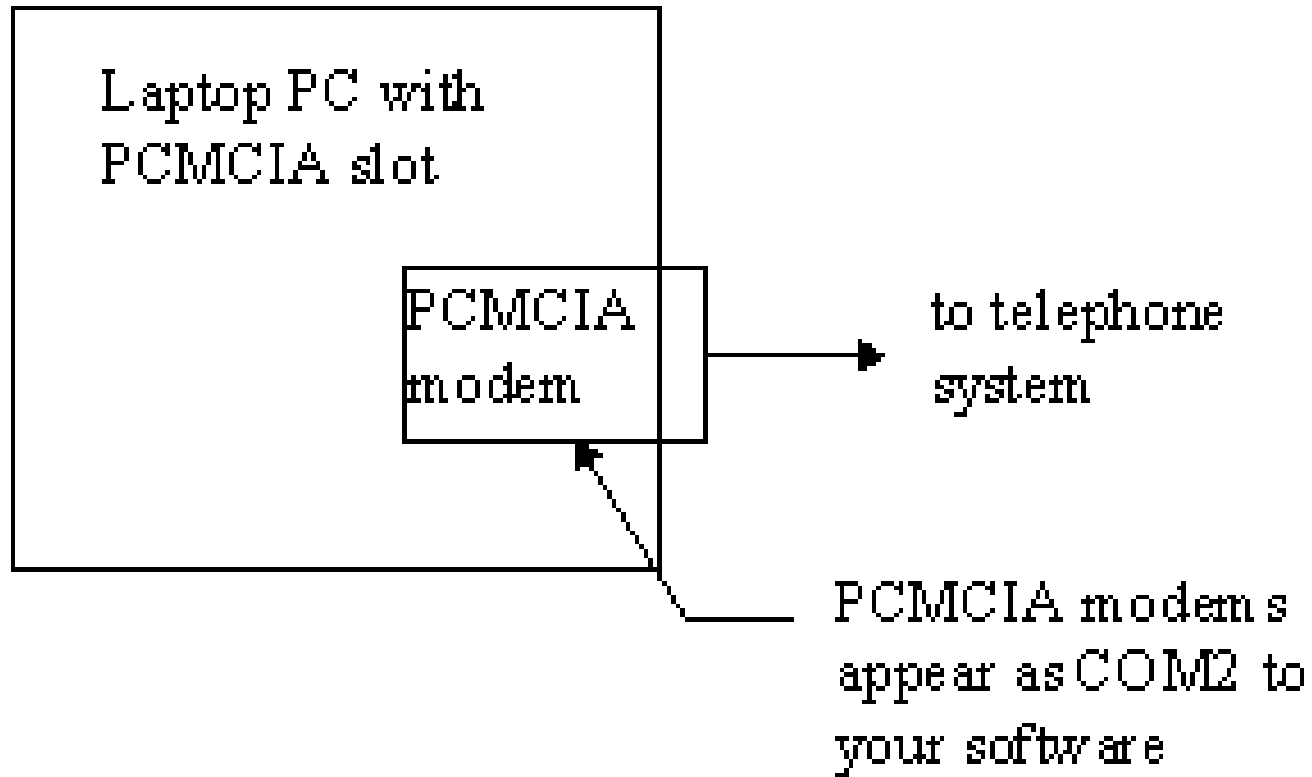 Laptop PC with
PCMCIA slot
PCMCIA
modem
to telephone
system
PCMCIA modems
appear as COM2 to
your software